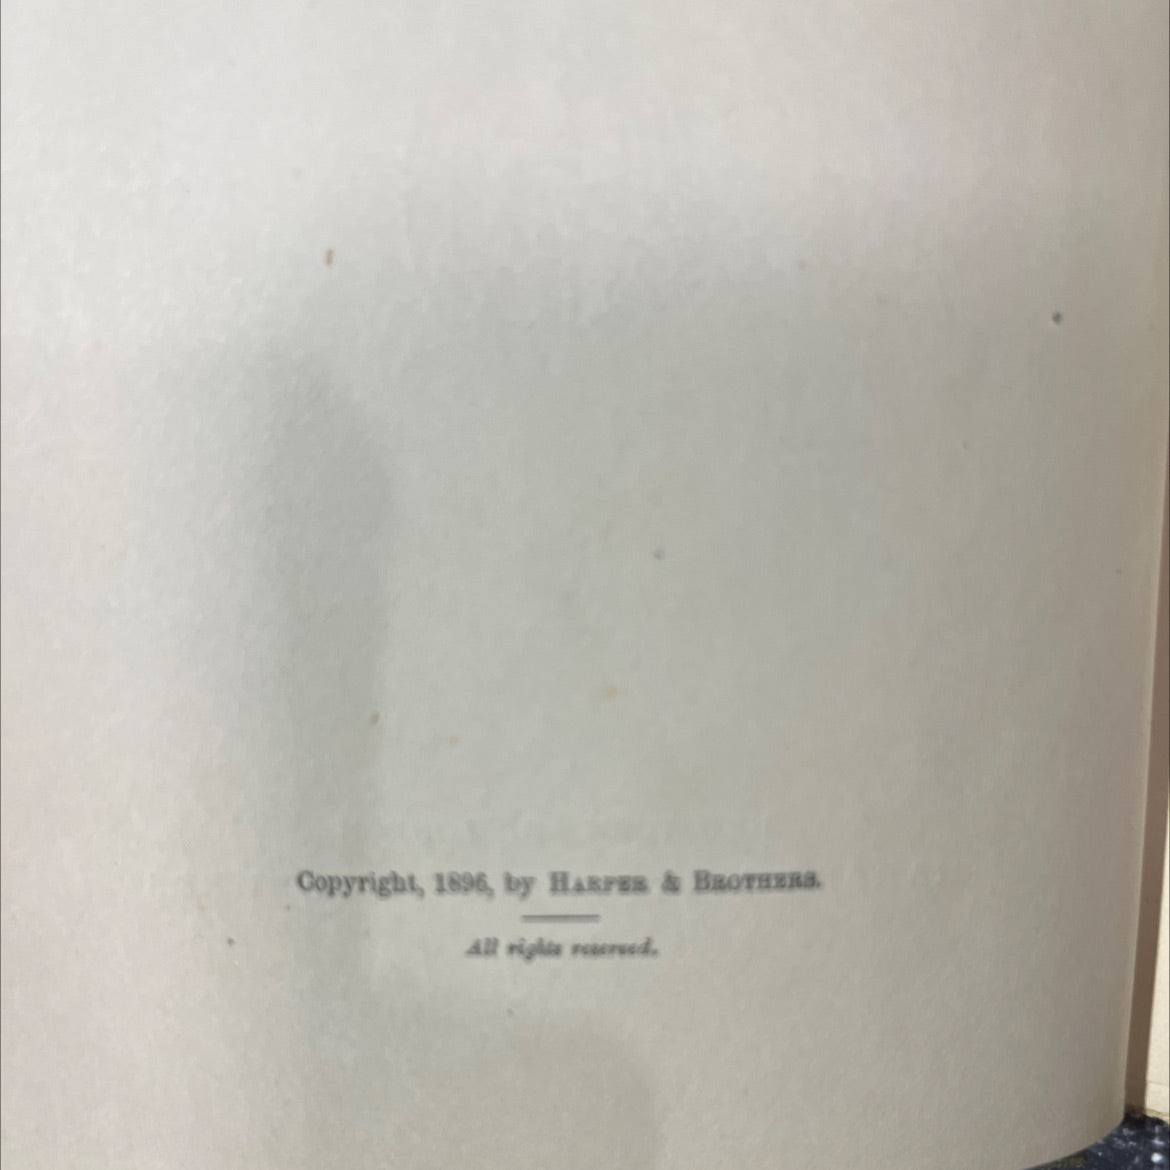 Copyright, 1896, by HARPER & BROTHERS.
All rights reserved.